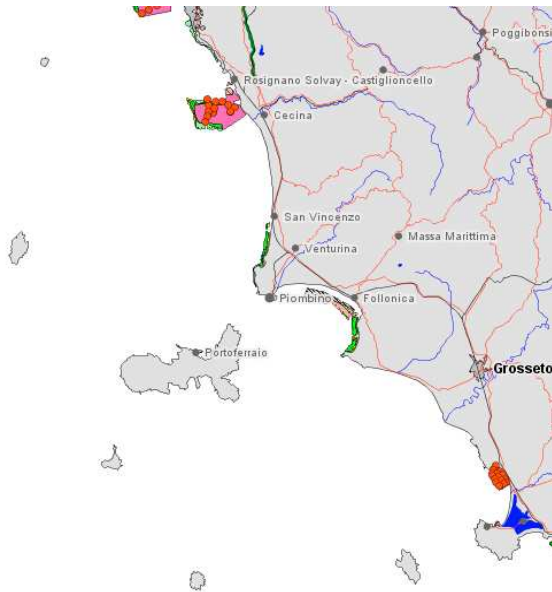 Poggibonsi
Rosignano Solvay - Castiglioncello
Cecina
San Vincenzo
Massa Marittima
Venturina
Piombino
Follonica
Portoferraio
Grosseto